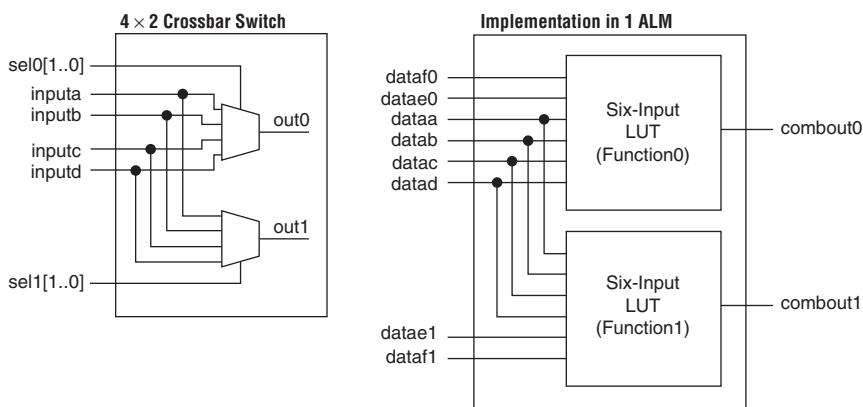 4 × 2 Crossbar Switch
sel0[1..0]
inputa
inputb
inputc
inputd
out0
out1
sel1[1..0]
Implementation in 1 ALM
dataf0
datae0
dataa
datab
datac
datad
Six-Input
LUT
(Function0)
combout0
Six-Input
LUT
(Function1)
combout1
datae1
dataf1